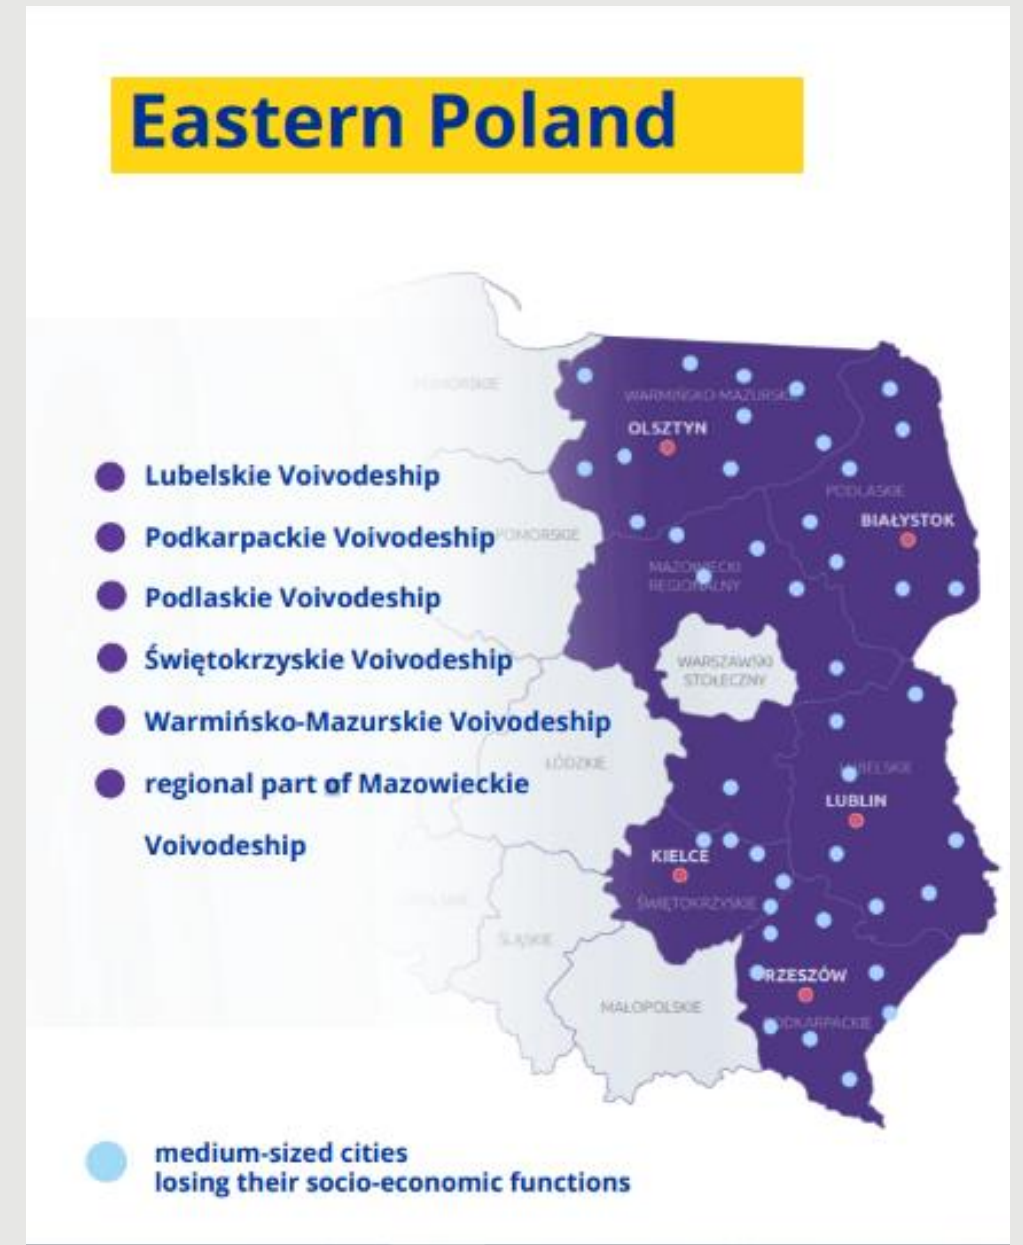 Eastern Poland
Lubelskie Voivodeship
Podkarpackie Voivodeship
Podlaskie Voivodeship
Świętokrzyskie Voivodeship
Warmińsko-Mazurskie Voivodeship
regional part of Mazowieckie
Voivodeship
POMORSKIE
WARMIŃSKO-MAZURSKIE
OLSZTYN
PODLASKIE
BIAŁYSTOK
POMORSKIE
MAZOWIECKI
REGIONALNY
WARSZAWSKI
STOŁECZNY
ŁÓDZKIE
LUBELSKIE
LUBLIN
KIELCE
ŚWIĘTOKRZYSKIE
ŚLĄSKIE
RZESZÓW
MAŁOPOLSKIE
PODKARPACKIE
medium-sized cities
losing their socio-economic functions